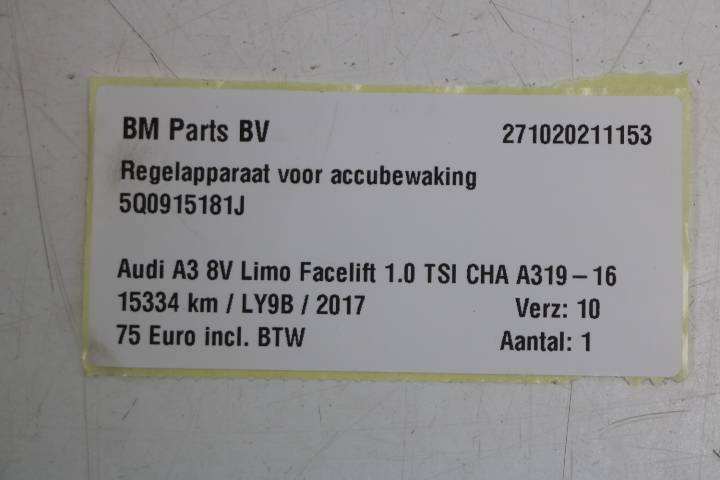 BM Parts BV 271020211153
Regelapparaat voor accubewaking
5Q0915181J
Audi A3 8V Limo Facelift 1.0 TSI CHA A319-16
15334 km / LY9B / 2017 Verz: 10
75 Euro incl. BTW Aantal: 1